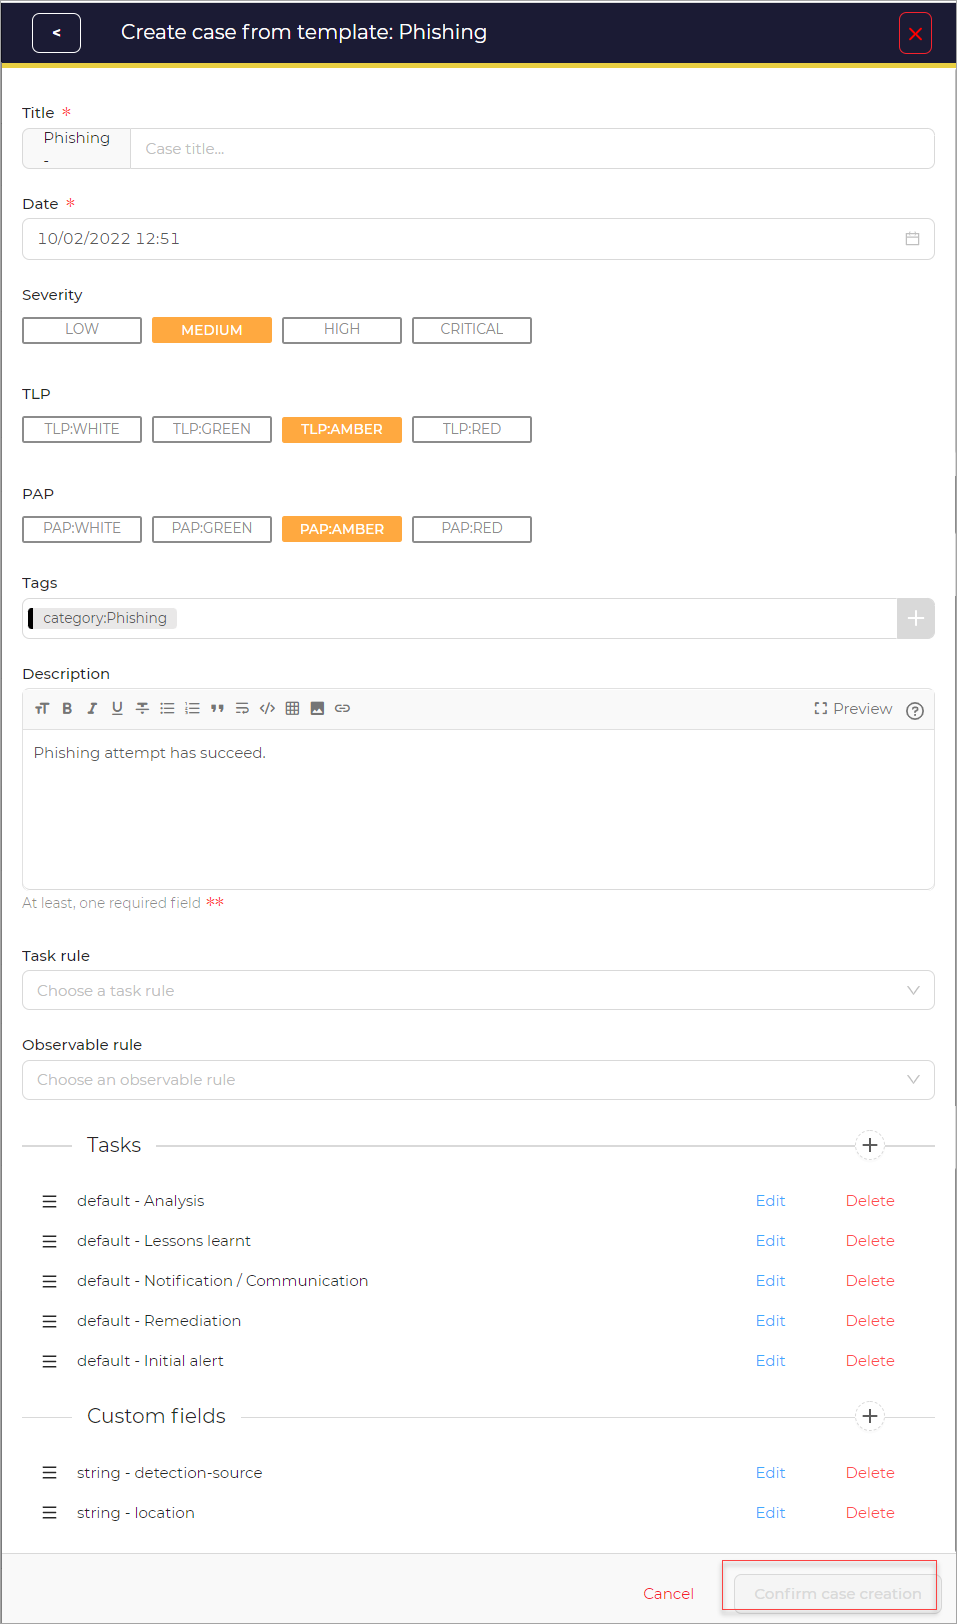 <
Create case from template: Phishing
Title *
Phishing
-
Case title...
Date *
10/02/2022 12:51
Severity
LOW MEDIUM HIGH CRITICAL
TLP
TLP:WHITE TLP:GREEN TLP:AMBER TLP:RED
PAP
PAP:WHITE PAP:GREEN PAP:AMBER PAP:RED
Tags
category:Phishing
Description
Preview
Phishing attempt has succeed.
At least, one required field **
Task rule
Choose a task rule
Observable rule
Choose an observable rule
Tasks
default - Analysis Edit Delete
default - Lessons learnt Edit Delete
default - Notification / Communication Edit Delete
default - Remediation Edit Delete
default - Initial alert Edit Delete
Custom fields
string - detection-source Edit Delete
string - location Edit Delete
Cancel Confirm case creation